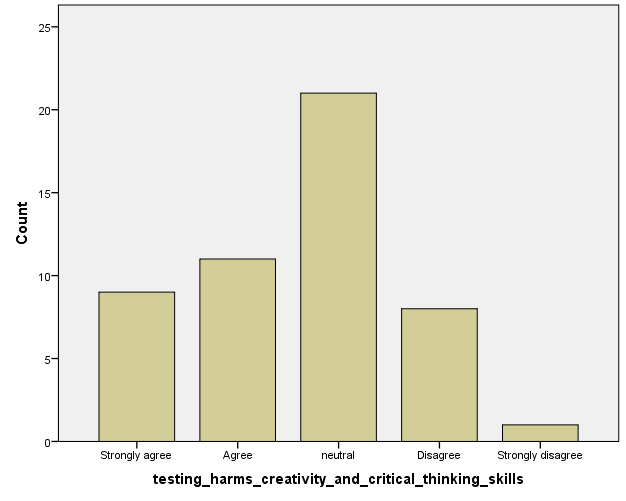 25
20
15
10
5
0
Count
Strongly agree
Agree
neutral
Disagree
Strongly disagree
testing_harms_creativity_and_critical_thinking_skills